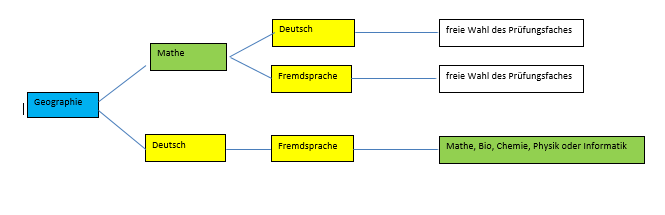 Deutsch
freie Wahl des Prüfungsfaches
Mathe
Fremdsprache
freie Wahl des Prüfungsfaches
Geographie
Deutsch
Fremdsprache
Mathe, Bio, Chemie, Physik oder Informatik